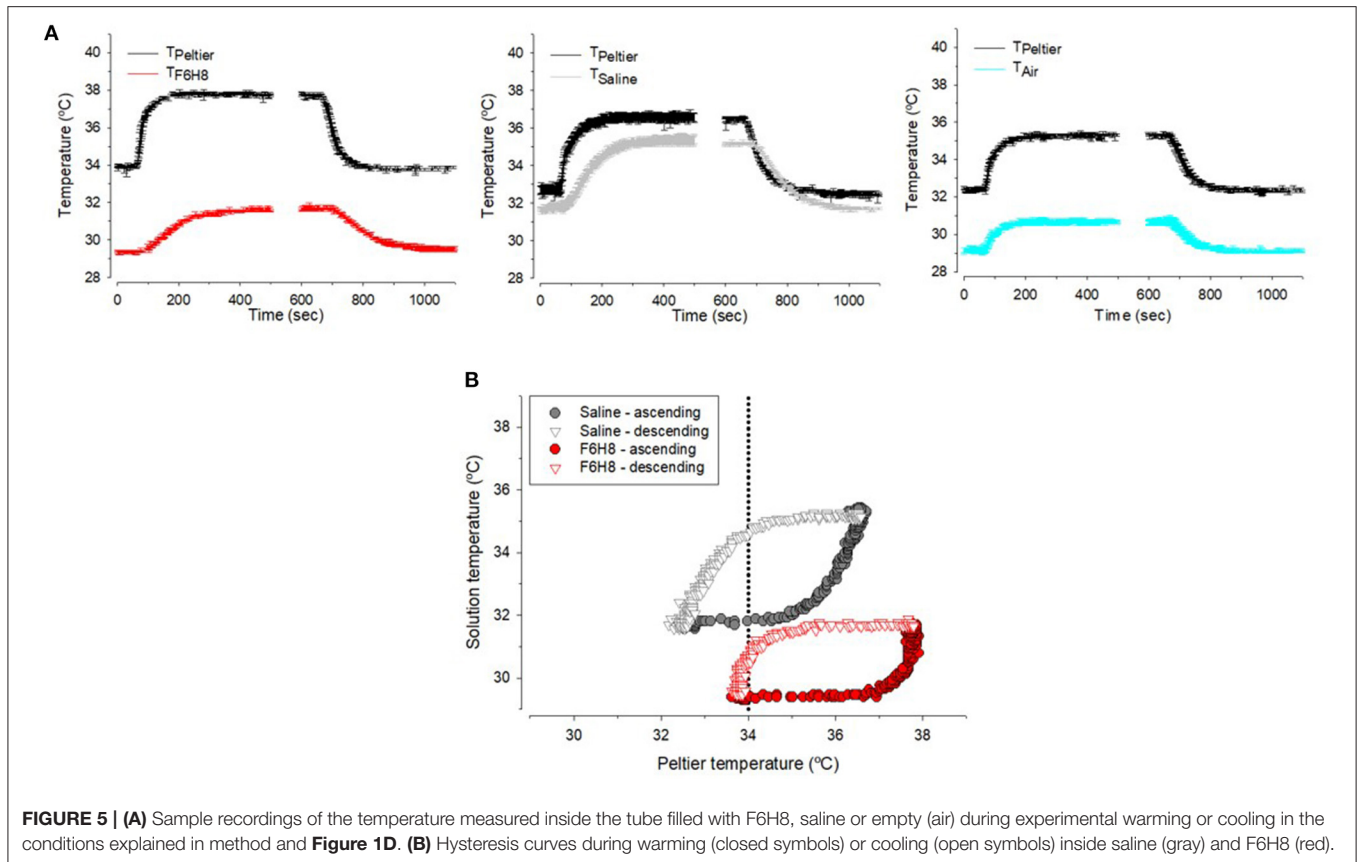 A
TPeltier
TF6H8
Temperature (ºC)
40
38
36
34
32
30
28
0 200 400 600 800 1000
Time (sec)
TPeltier
TSaline
Temperature (ºC)
40
38
36
34
32
30
28
0 200 400 600 800 1000
Time (sec)
TPeltier
TAir
Temperature (ºC)
40
38
36
34
32
30
28
0 200 400 600 800 1000
Time (sec)
B
Saline - ascending
Saline - descending
F6H8 - ascending
F6H8 - descending
Solution temperature (ºC)
38
36
34
32
30
30 32 34 36 38
Peltier temperature (ºC)
FIGURE 5 | (A) Sample recordings of the temperature measured inside the tube filled with F6H8, saline or empty (air) during experimental warming or cooling in the
conditions explained in method and Figure 1D. (B) Hysteresis curves during warming (closed symbols) or cooling (open symbols) inside saline (gray) and F6H8 (red).